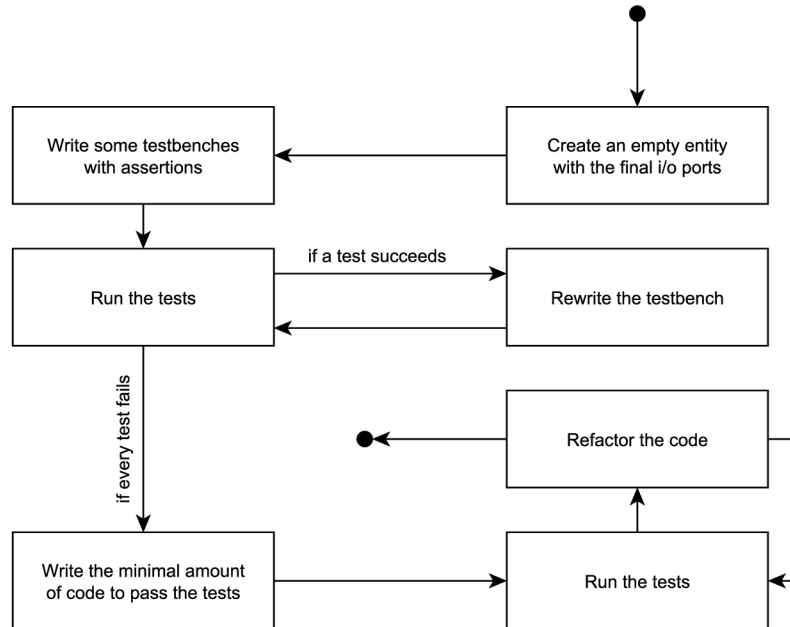 Write some testbenches
with assertions
Create an empty entity
with the final i/o ports
Run the tests
if a test succeeds
Rewrite the testbench
if every test fails
Refactor the code
Write the minimal amount
of code to pass the tests
Run the tests